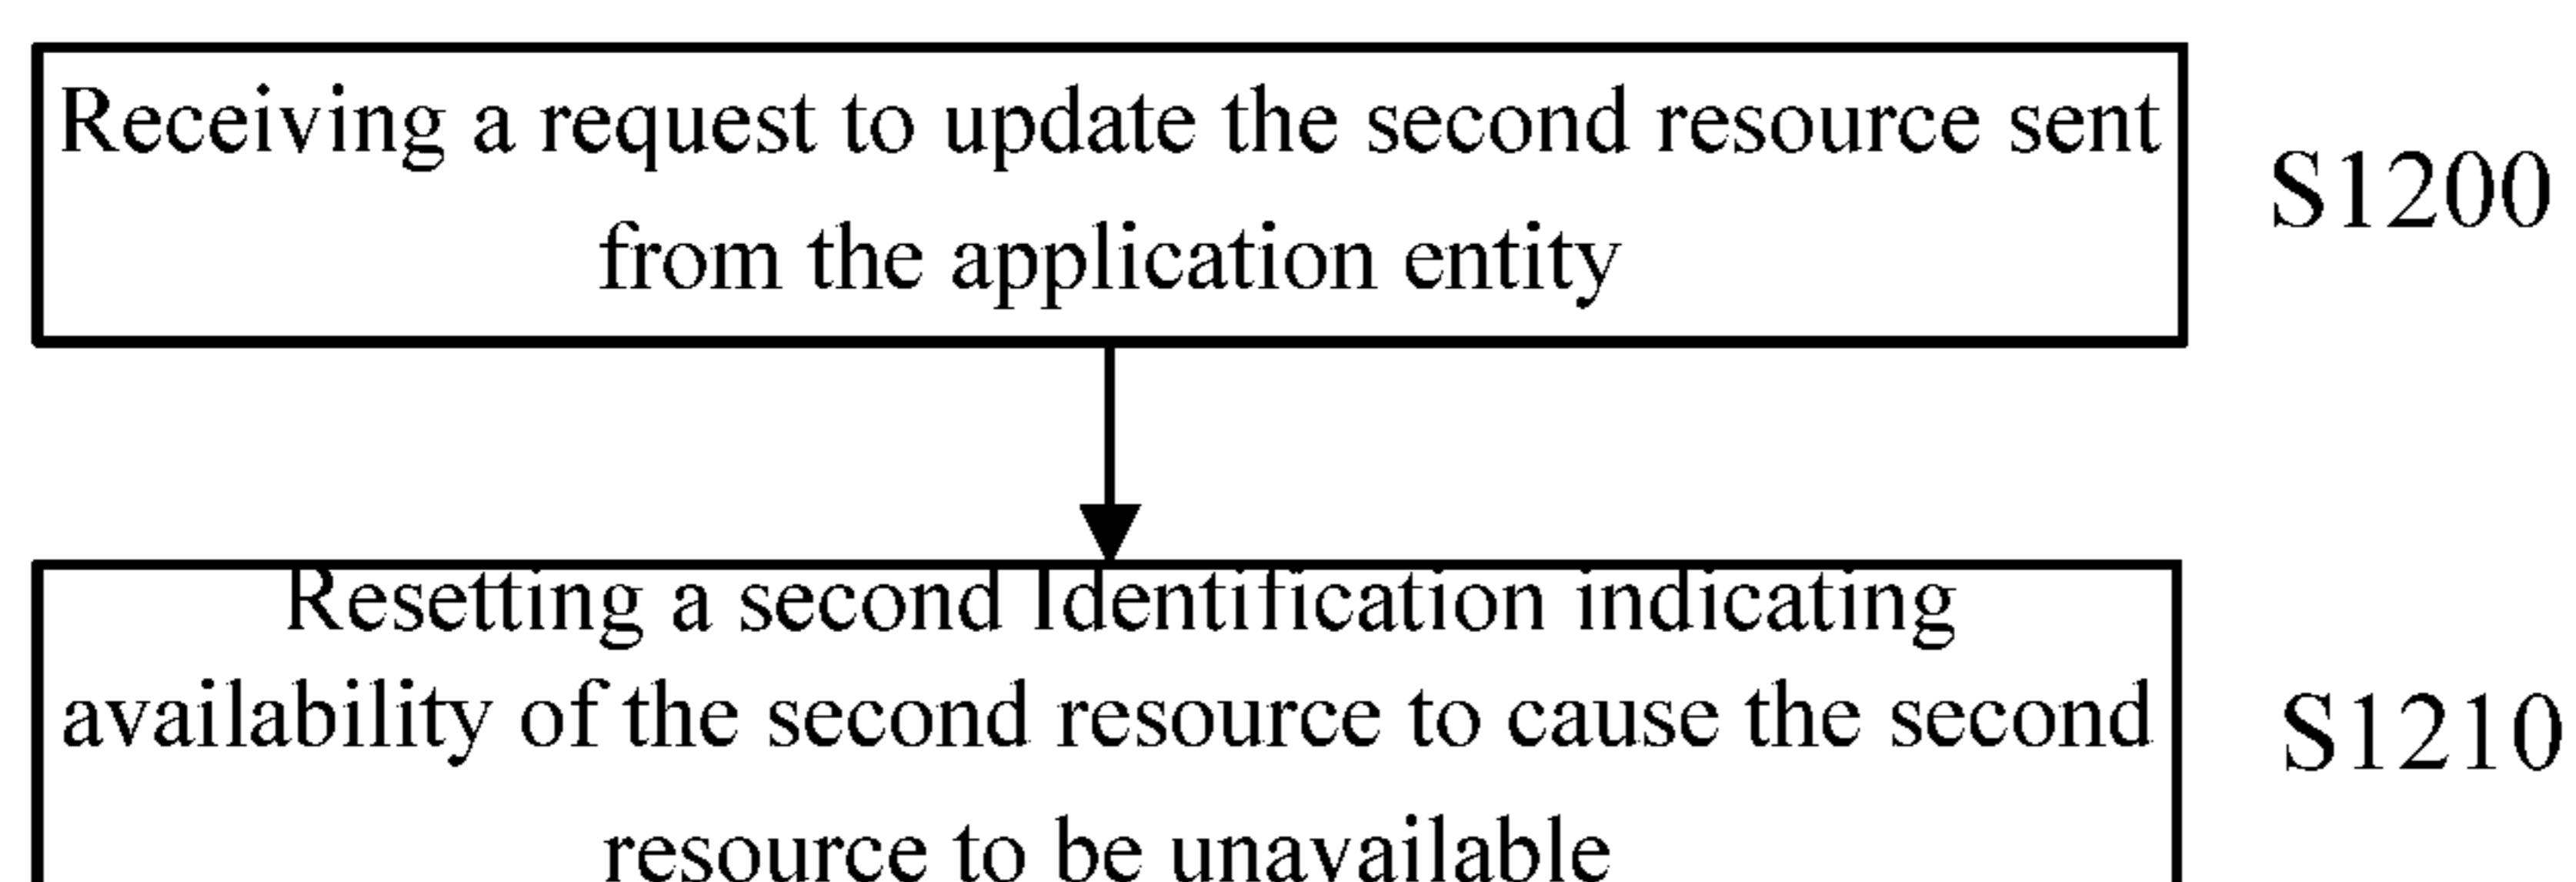 Receiving a request to update the second resource sent
from the application entity
S1200
Resetting a second Identification indicating
availability of the second resource to cause the second
resource to be unavailable
S1210